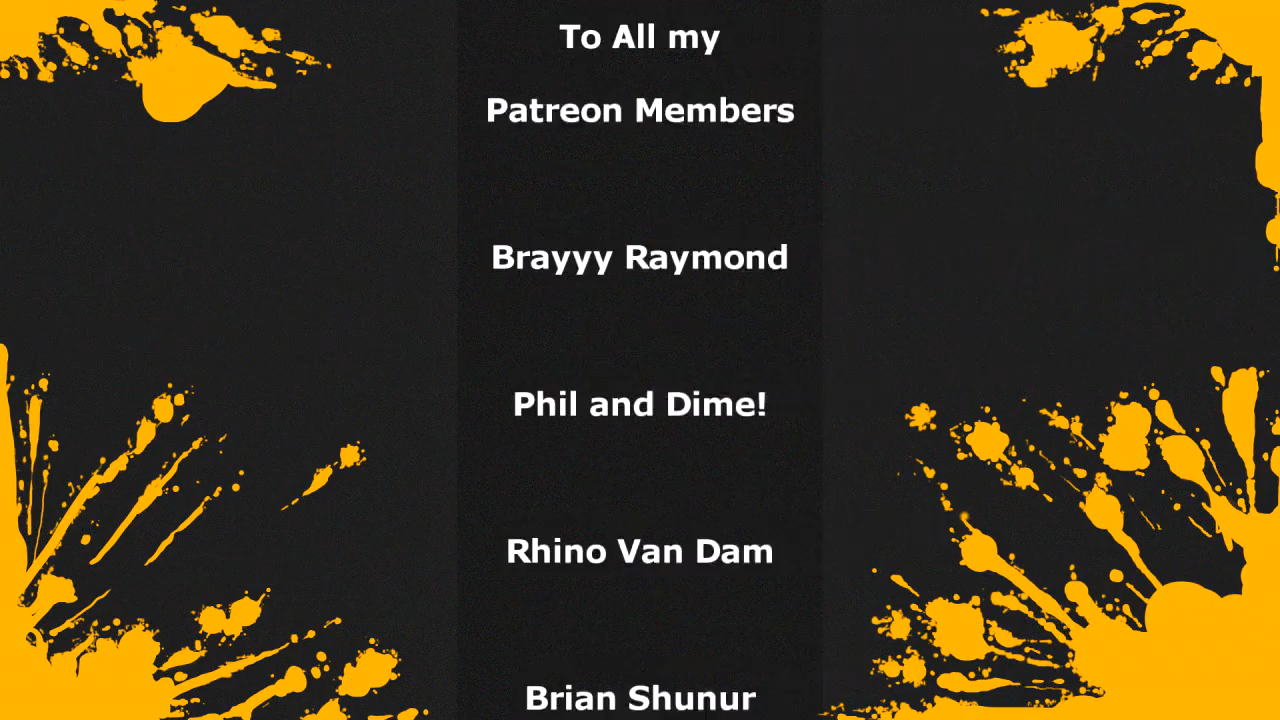 To All my
Patreon Members
Brayyy Raymond
Phil and Dime!
Rhino Van Dam
Brian Shunur